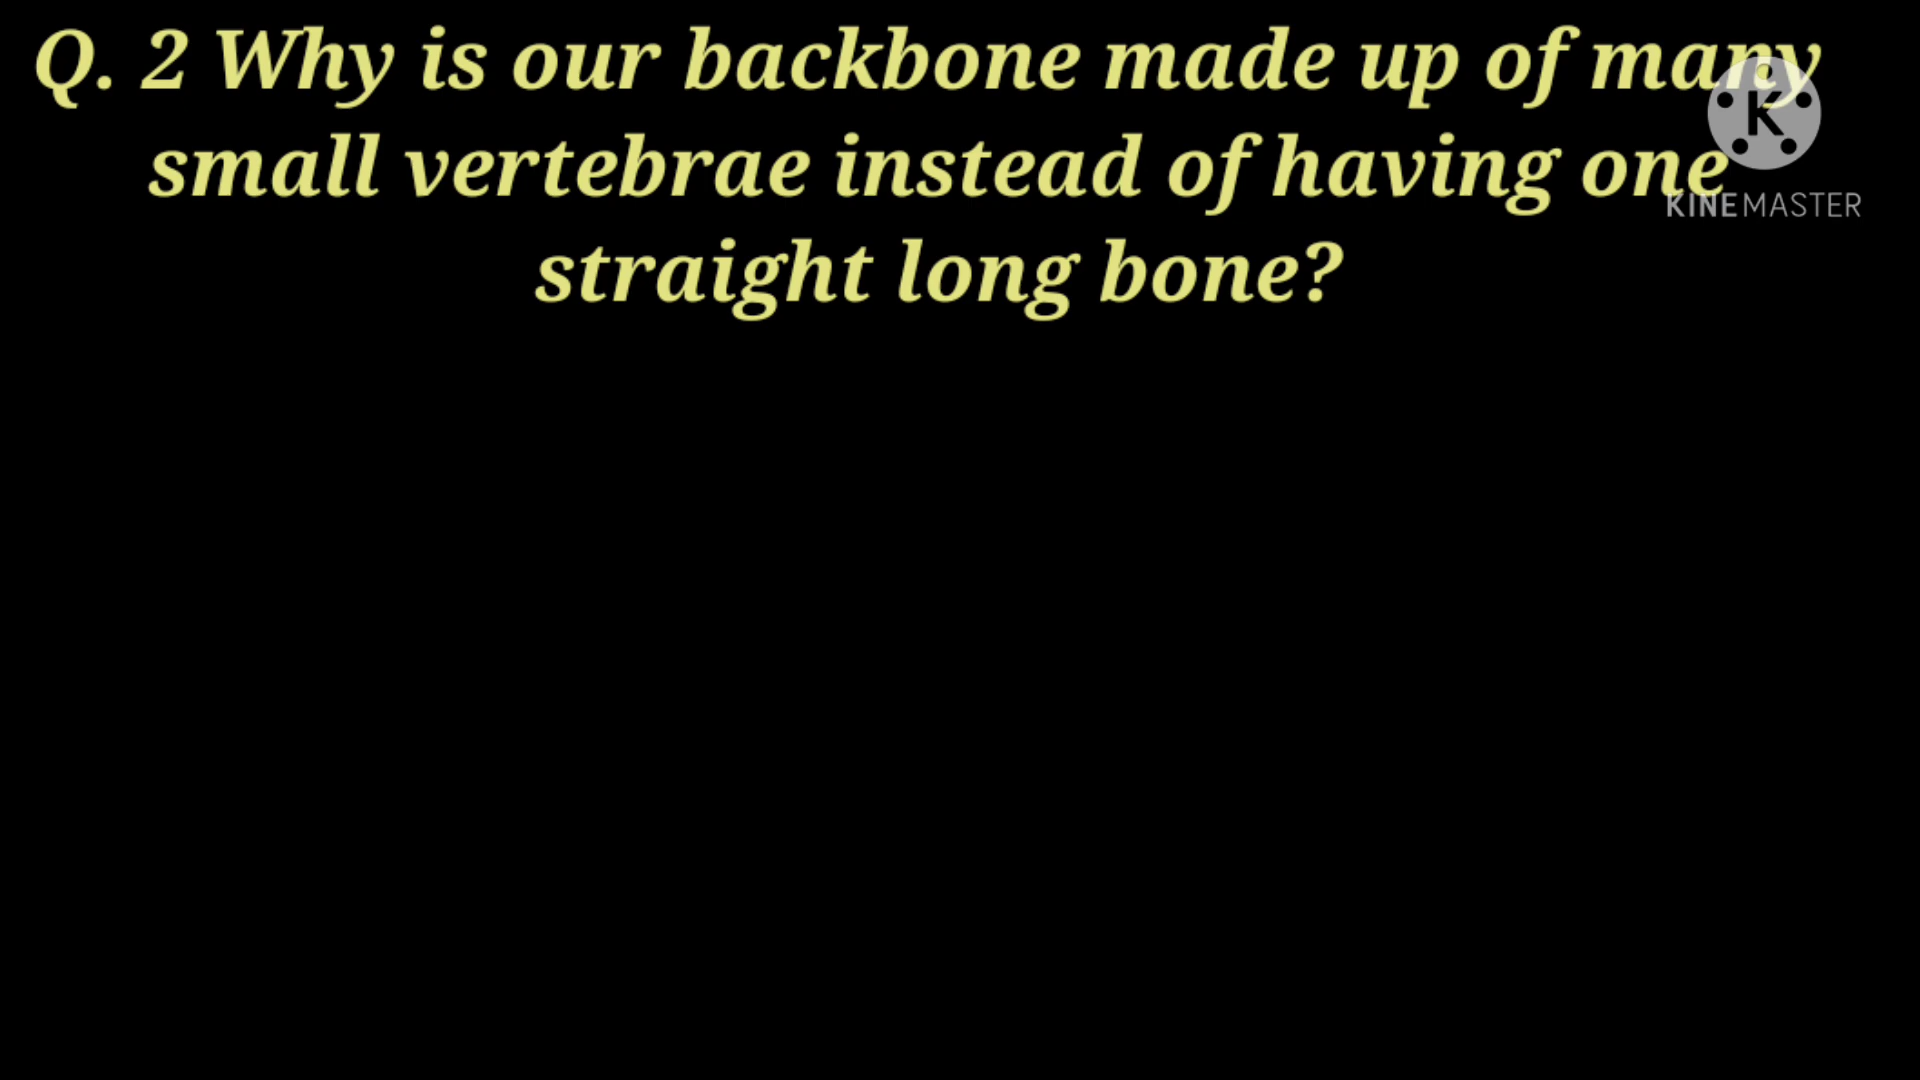 Q. 2 Why is our backbone made up of many
small vertebrae instead of having one
straight long bone?
K
KINEMASTER